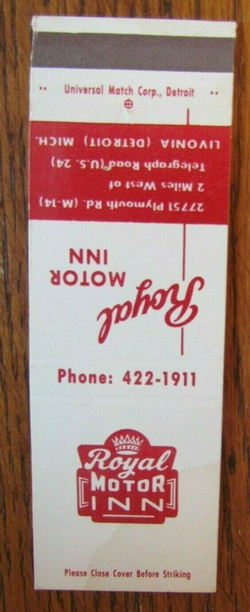 Universal Match Corp., Detroit
Royal
MOTOR
INN
27751 Plymouth Rd. (M-14)
2 Miles West of
Telegraph Road (U.S. 24)
LIVONIA (DETROIT) MICH.
Phone: 422-1911
Royal
MOTOR
INN
Please Close Cover Before Striking